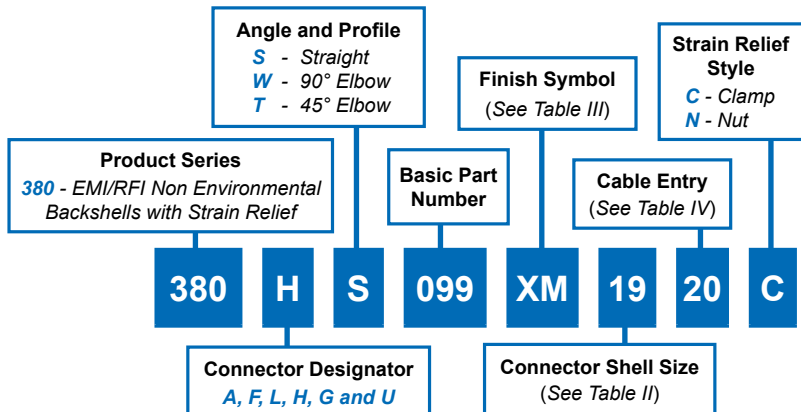 Angle and Profile
S - Straight
W - 90° Elbow
T - 45° Elbow
Strain Relief
Style
C - Clamp
N - Nut
Finish Symbol
(See Table III)
Product Series
380 - EMI/RFI Non Environmental
Backshells with Strain Relief
Basic Part
Number
Cable Entry
(See Table IV)
380 H S 099 XM 19 20 C
Connector Designator
A, F, L, H, G and U
Connector Shell Size
(See Table II)